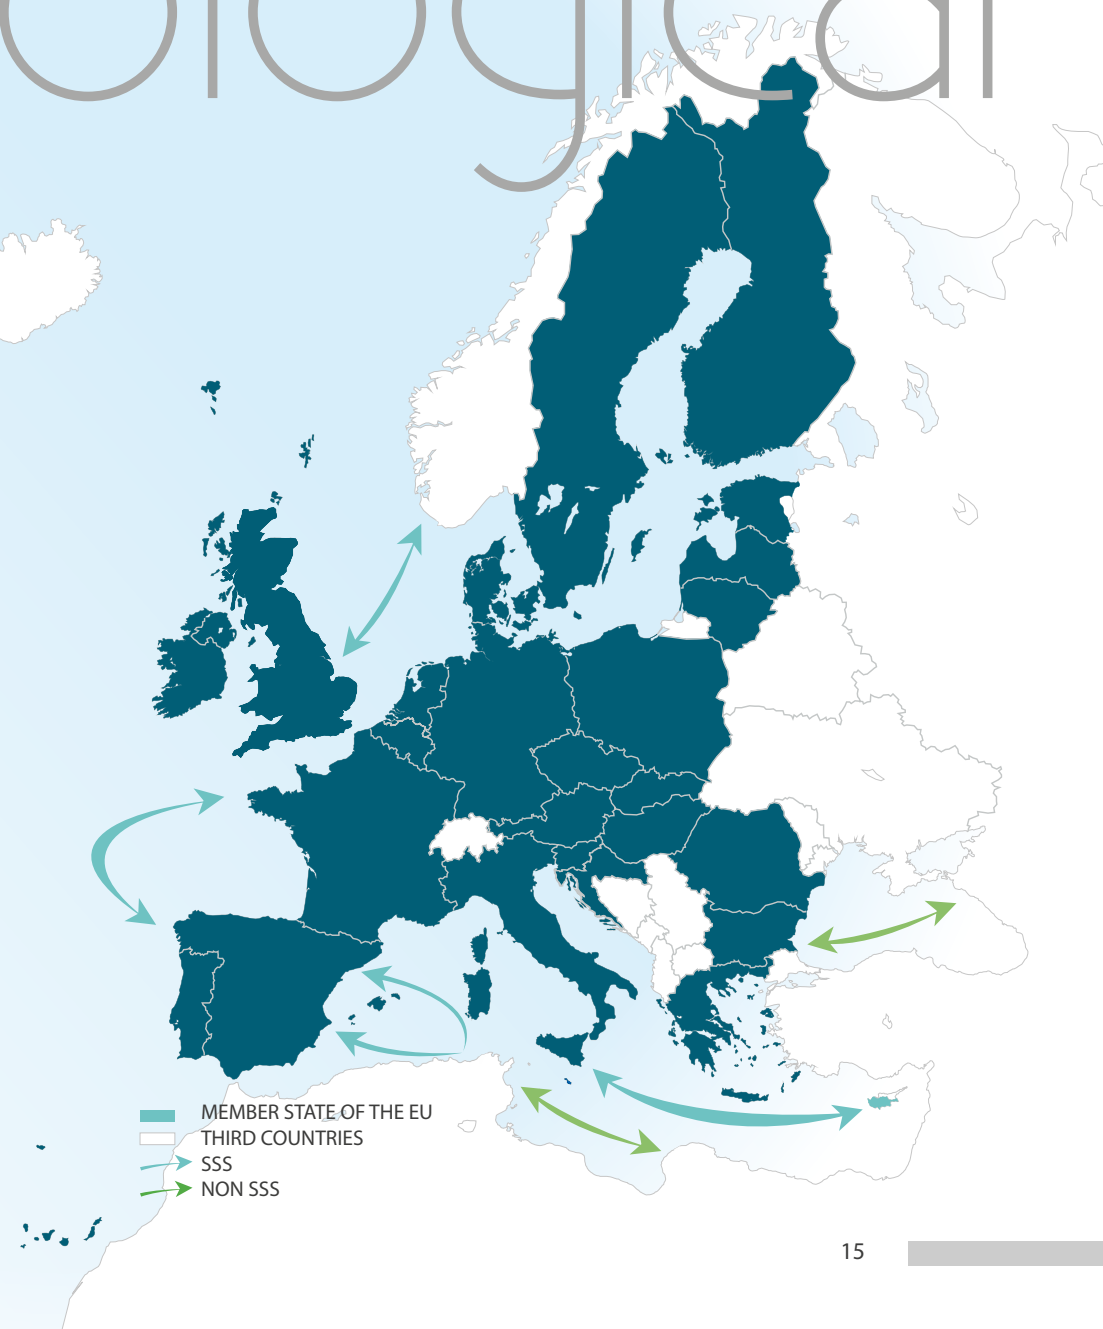 ological
MEMBER STATE OF THE EU
THIRD COUNTRIES
SSS
NON SSS
15